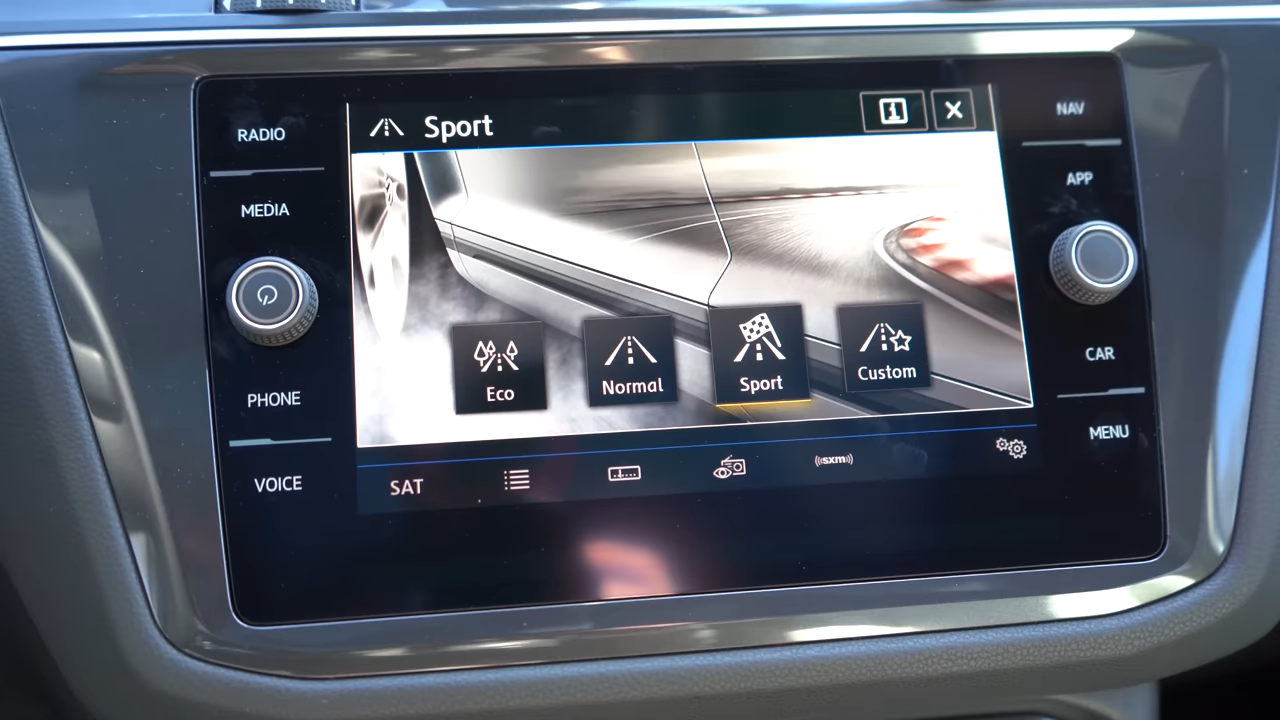 RADIO
MEDIA
PHONE
VOICE
Sport
i
X
Eco
Normal
Sport
Custom
SAT
((sxm))
NAV
APP
CAR
MENU